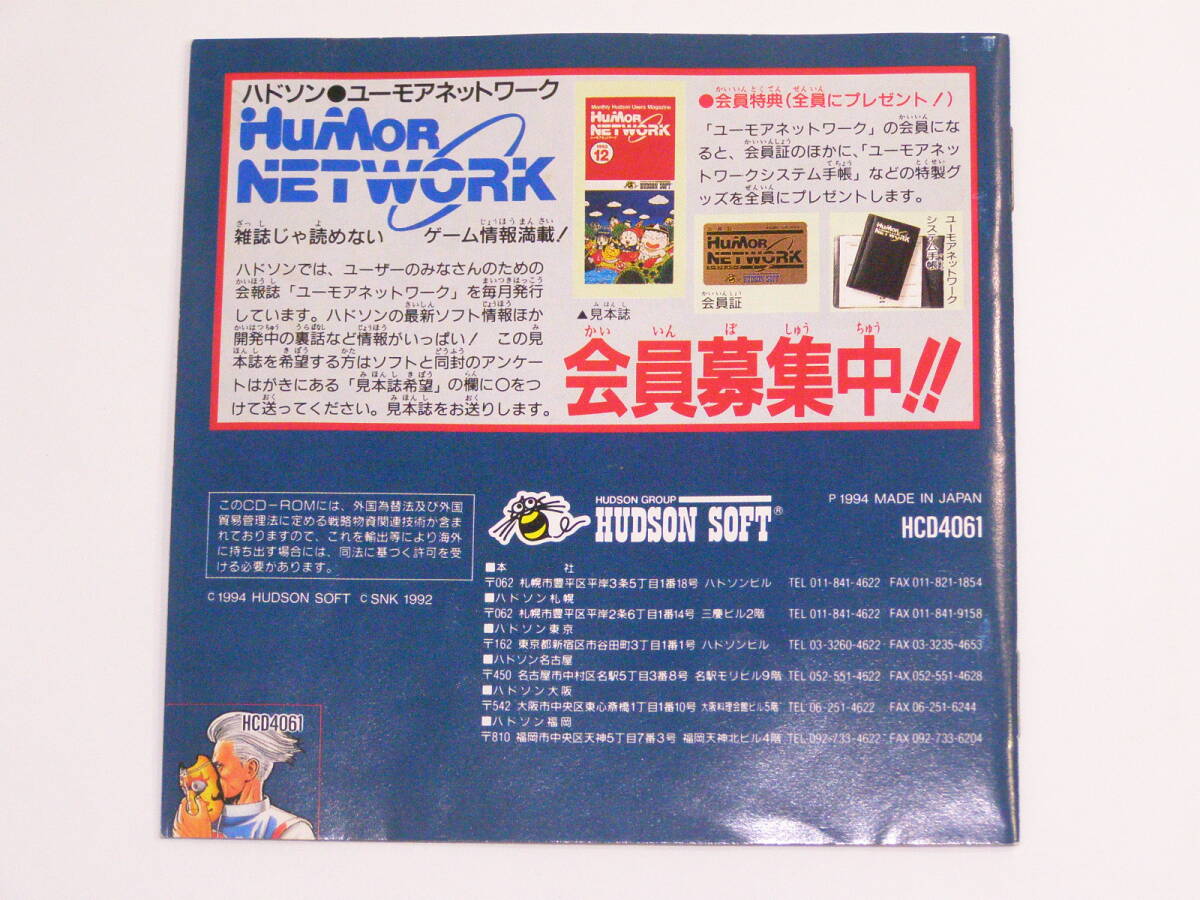 ハドソン●ユーモアネットワーク
HuMOR
NETWORK
雑誌じゃ読めない ゲーム情報満載!
ハドソンでは、ユーザーのみなさんのための
会報誌「ユーモアネットワーク」を毎月発行
しています。ハドソンの最新ソフト情報ほか
開発中の裏話など情報がいっぱい! この見
本誌を希望する方はソフトと同封のアンケー
トはがきにある「見本誌希望」の欄に○をつ
けて送ってください。見本誌をお送りします。
Monthly Hudson Users Magazine
HuMOR
NETWORK
12
HUDSON SOFT
▲見本誌
●会員特典(全員にプレゼント!)
「ユーモアネットワーク」の会員にな
ると、会員証のほかに、「ユーモアネッ
トワークシステム手帳」などの特製グ
ッズを全員にプレゼントします。
HuMOR
NETWORK
HUDSON SOFT
会員証
HuMOR
NETWORK
ユーモアネットワーク
システム手帳
会員募集中!!
このCD-ROMには、外国為替法及び外国
貿易管理法に定める戦略物資関連技術が含ま
れておりますので、これを輸出等により海外
に持ち出す場合には、同法に基づく許可を受
ける必要があります。
© 1994 HUDSON SOFT © SNK 1992
HUDSON GROUP
HUDSON SOFT®
P 1994 MADE IN JAPAN
HCD4061
■本 社
〒062 札幌市豊平区平岸3条5丁目1番18号 ハドソンビル TEL 011-841-4622 FAX 011-821-1854
■ハドソン札幌
〒062 札幌市豊平区平岸2条6丁目1番14号 三慶ビル2階 TEL 011-841-4622 FAX 011-841-9158
■ハドソン東京
〒162 東京都新宿区市谷田町3丁目1番1号 ハドソンビル TEL 03-3260-4622 FAX 03-3235-4653
■ハドソン名古屋
〒450 名古屋市中村区名駅5丁目3番8号 名駅モリビル9階 TEL 052-551-4622 FAX 052-551-4628
■ハドソン大阪
〒542 大阪市中央区東心斎橋1丁目1番10号 大阪料理会館ビル5階 TEL 06-251-4622 FAX 06-251-6244
■ハドソン福岡
〒810 福岡市中央区天神5丁目7番3号 福岡天神北ビル4階 TEL 092-733-4622 FAX 092-733-6204
HCD4061